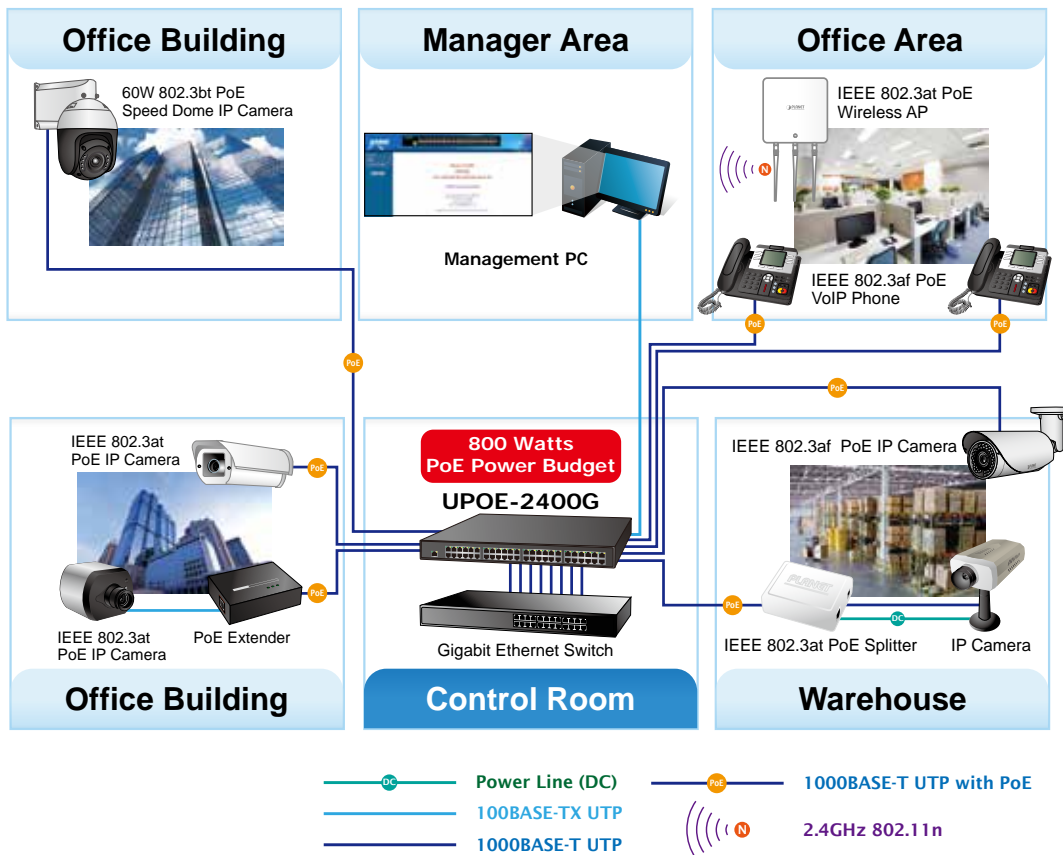 Office Building
60W 802.3bt PoE
Speed Dome IP Camera
Manager Area
Management PC
Office Area
IEEE 802.3at PoE
Wireless AP
PLANET
N
IEEE 802.3af PoE
VoIP Phone
PoE
PoE
PoE
PoE
IEEE 802.3at
PoE IP Camera
PoE
IEEE 802.3at
PoE IP Camera
PoE Extender
PoE
Office Building
800 Watts
PoE Power Budget
UPOE-2400G
Gigabit Ethernet Switch
Control Room
IEEE 802.3af PoE IP Camera
PoE
PLANET
IEEE 802.3at PoE Splitter
DC
IP Camera
Warehouse
DC
Power Line (DC)
100BASE-TX UTP
1000BASE-T UTP
PoE
1000BASE-T UTP with PoE
N
2.4GHz 802.11n